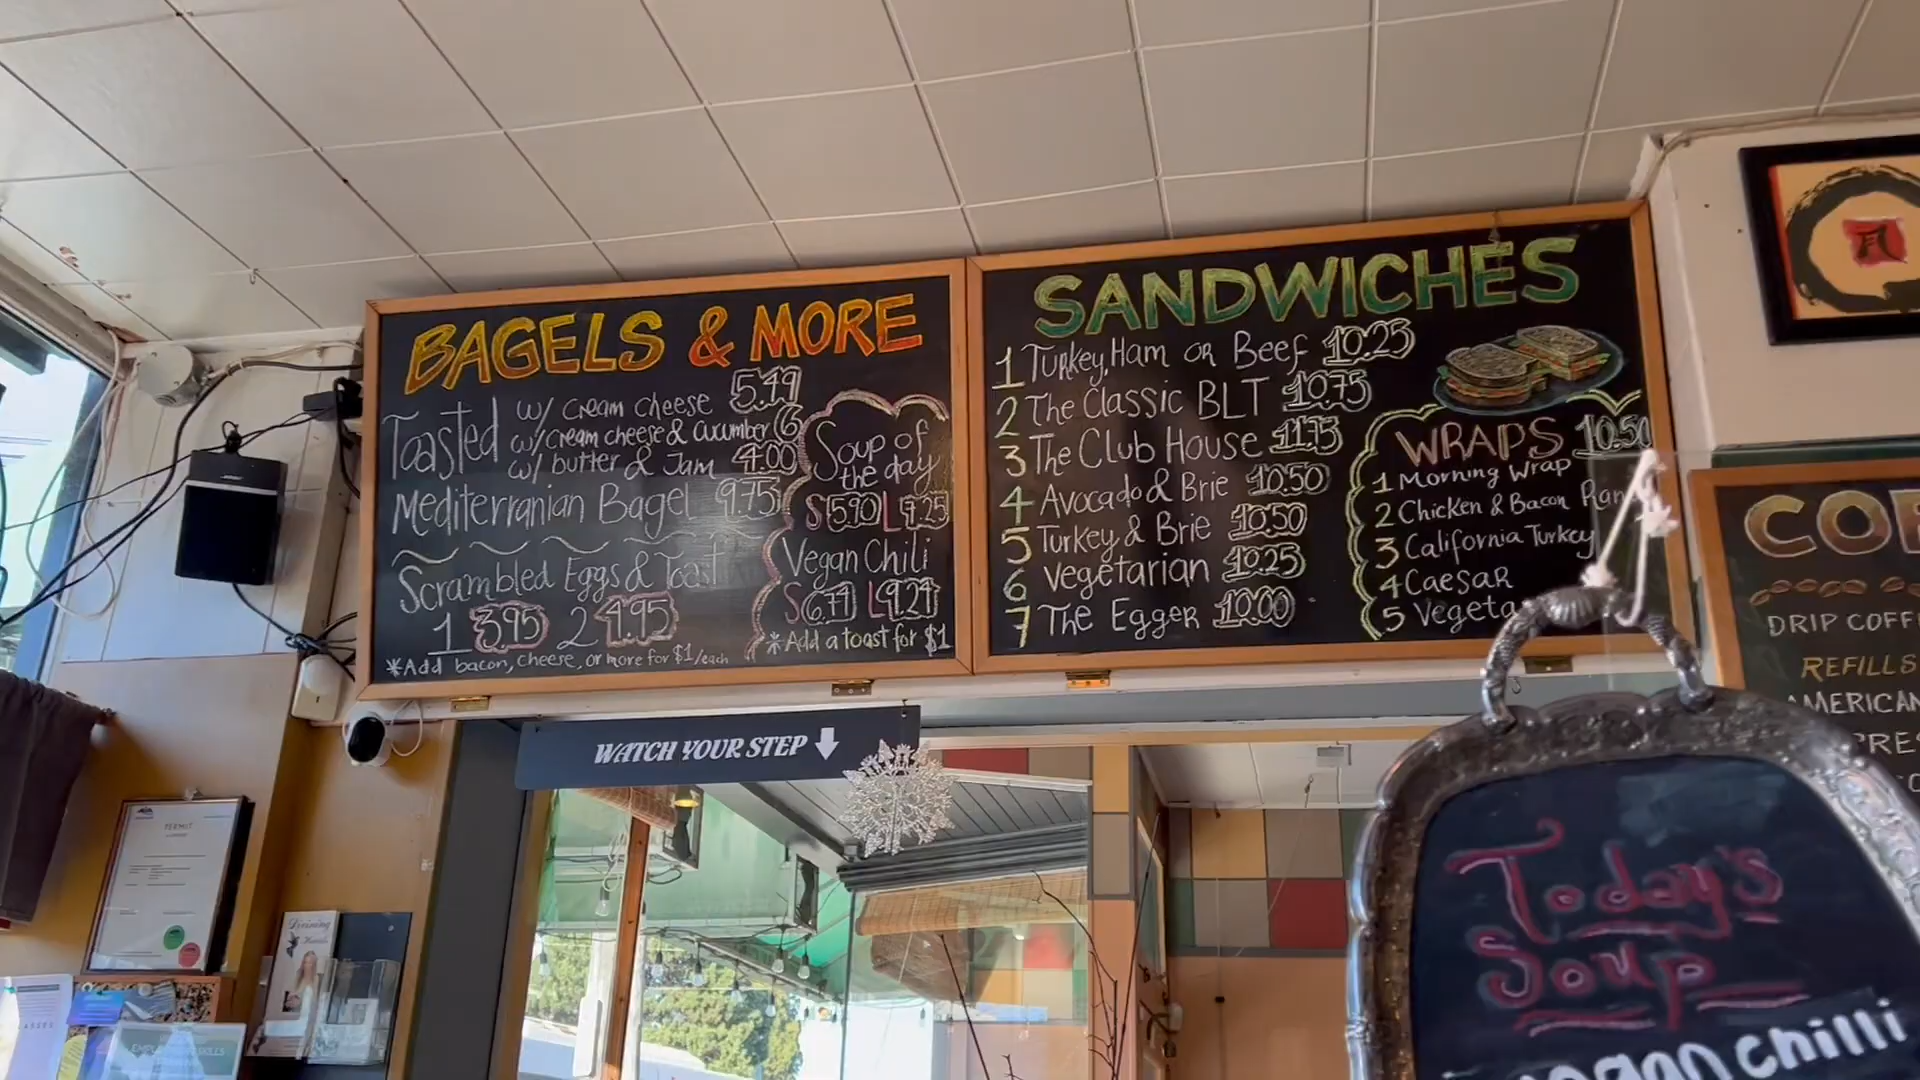 BAGELS & MORE
Toasted w/ cream cheese 5.49
w/ cream cheese & cucumber 6
w/ butter & Jam 4.00
Mediterranean Bagel 9.75
Scrambled Eggs & Toast
1 3.95 2 4.95
*Add bacon, cheese, or more for $1/each
Soup of
the day
S 5.90 L 9.25
Vegan Chili
S L
*Add a toast for $1
SANDWICHES
1 Turkey, Ham or Beef 10.25
2 The Classic BLT 10.75
3 The Club House 11.75
4 Avocado & Brie 10.50
5 Turkey & Brie 10.50
6 Vegetarian 10.25
7 The Egger 10.00
WRAPS 10.50
1 Morning Wrap
2 Chicken & Bacon Ran
3 California Turkey
4 Caesar
5 Vegeta
DRIP COFF
REFILLS
AMERICAN
WATCH YOUR STEP
PERMIT
Today's
Soup
chilli